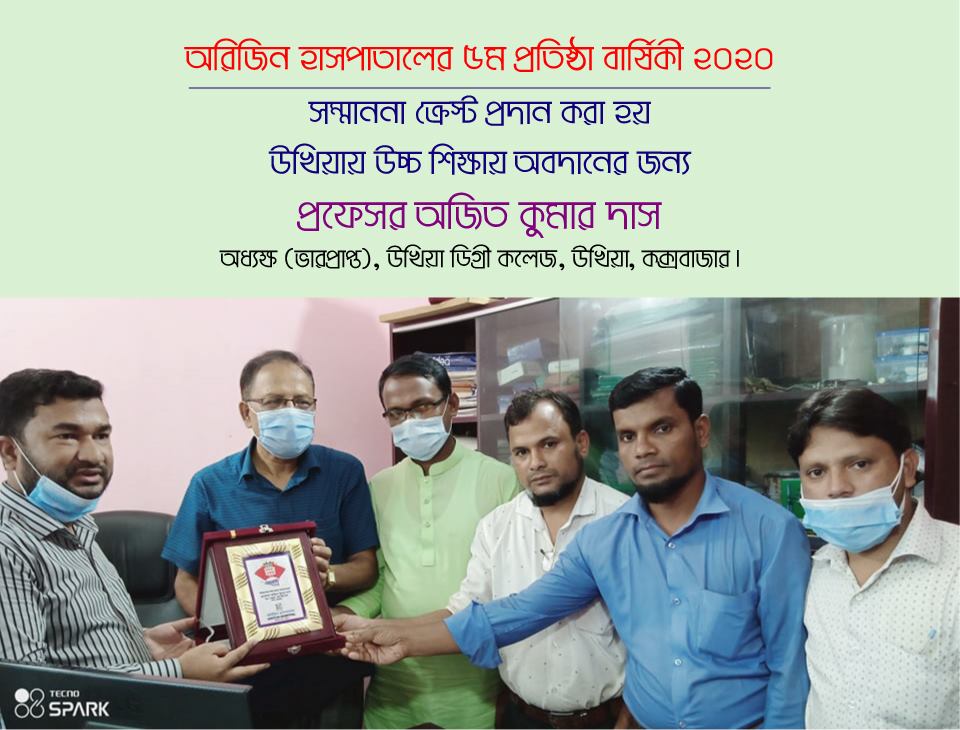 অরিজিন হাসপাতালের ৫ম প্রতিষ্ঠা বার্ষিকী ২০২০
সম্মাননা ক্রেস্ট প্রদান করা হয়
উখিয়ায় উচ্চ শিক্ষায় অবদানের জন্য
প্রফেসর অজিত কুমার দাস
অধ্যক্ষ (ভারপ্রাপ্ত), উখিয়া ডিগ্রী কলেজ, উখিয়া, কক্সবাজার।
TECNO
SPARK